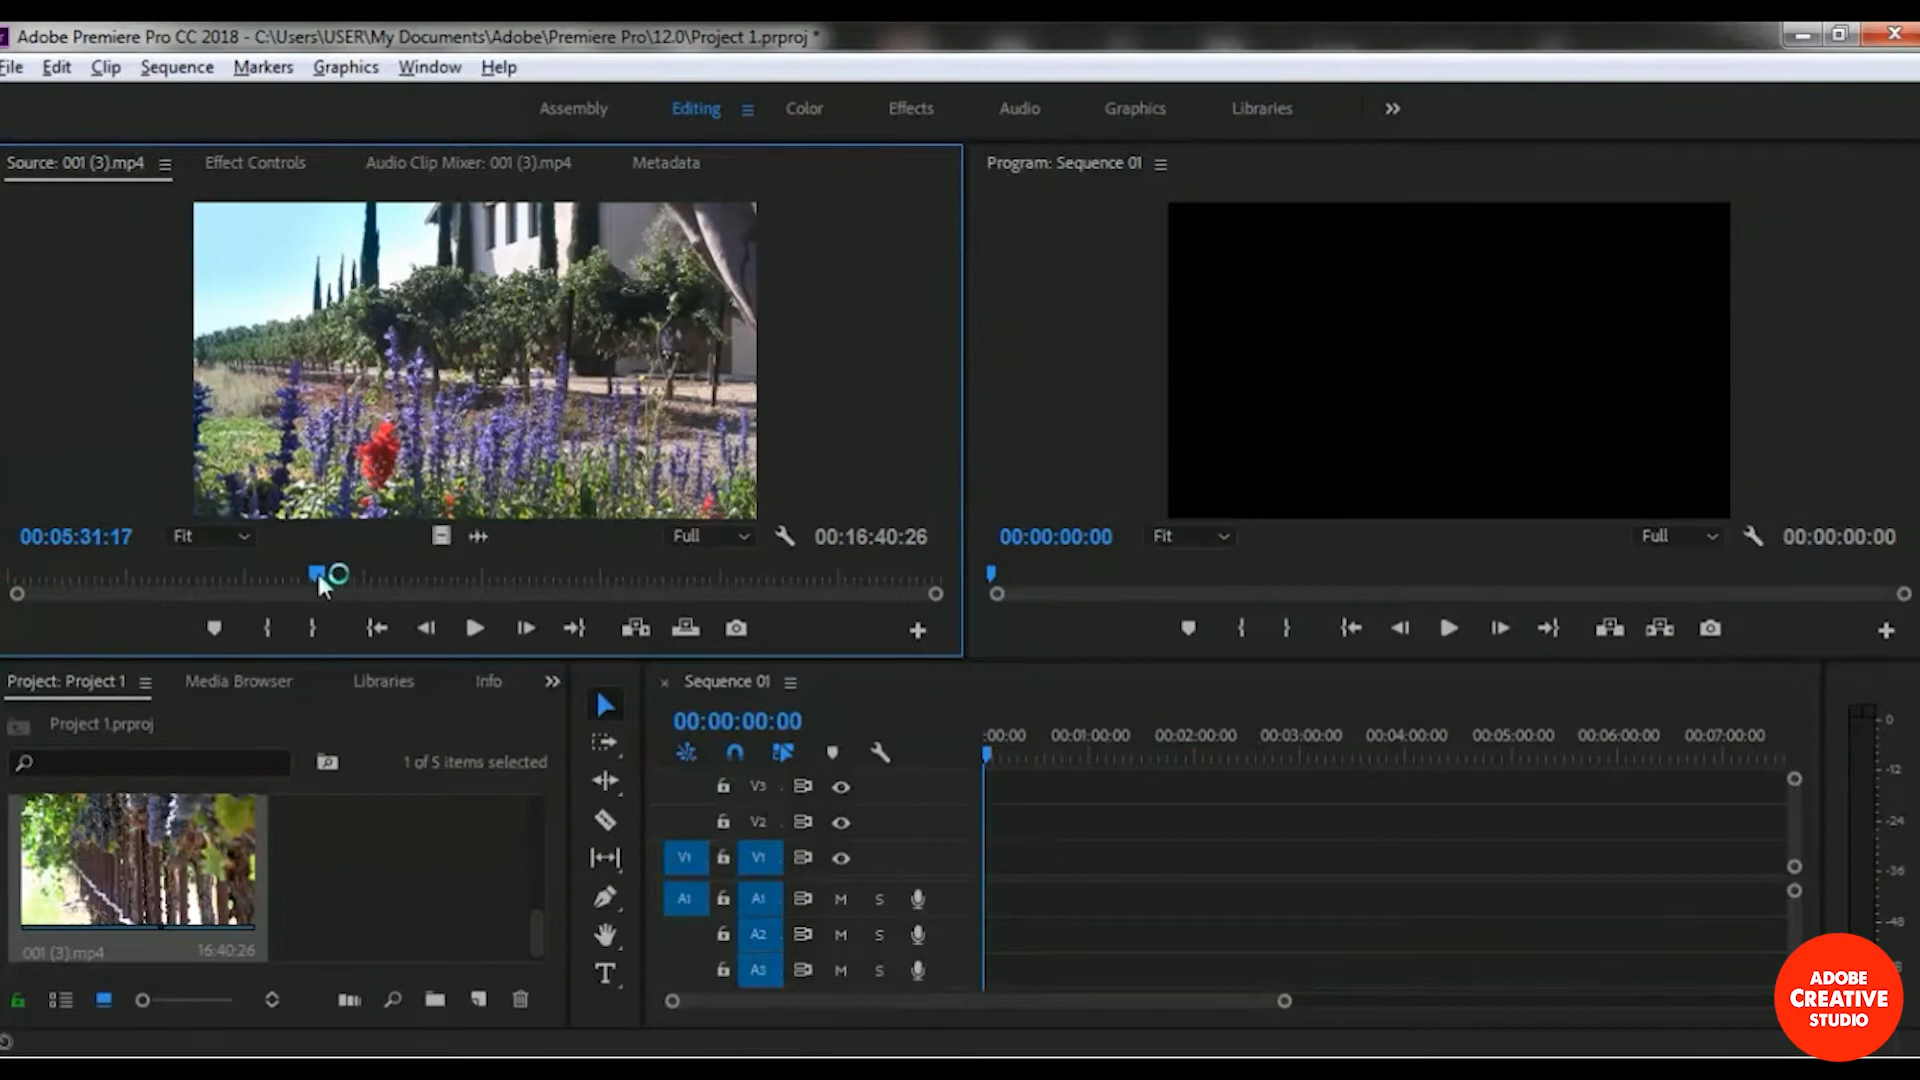 Adobe Premiere Pro CC 2018 - C:\Users\USER\My Documents\Adobe\Premiere Pro\12.0\Project 1.prproj *
File Edit Clip Sequence Markers Graphics Window Help
Assembly Editing Color Effects Audio Graphics Libraries
Source: 001 (3).mp4 Effect Controls Audio Clip Mixer: 001 (3).mp4 Metadata
Program: Sequence 01
00:05:31:17 Fit Full 00:16:40:26
00:00:00:00 Fit Full 00:00:00:00
Project: Project 1 Media Browser Libraries Info
Project 1.prproj
1 of 5 items selected
001 (3).mp4 16:40:26
Sequence 01
00:00:00:00
:00:00 00:01:00:00 00:02:00:00 00:03:00:00 00:04:00:00 00:05:00:00 00:06:00:00 00:07:00:00
V3
V2
V1 V1
A1 A1 M S
A2 M S
A3 M S
T
0
-12
-24
-36
-48
ADOBE
CREATIVE
STUDIO